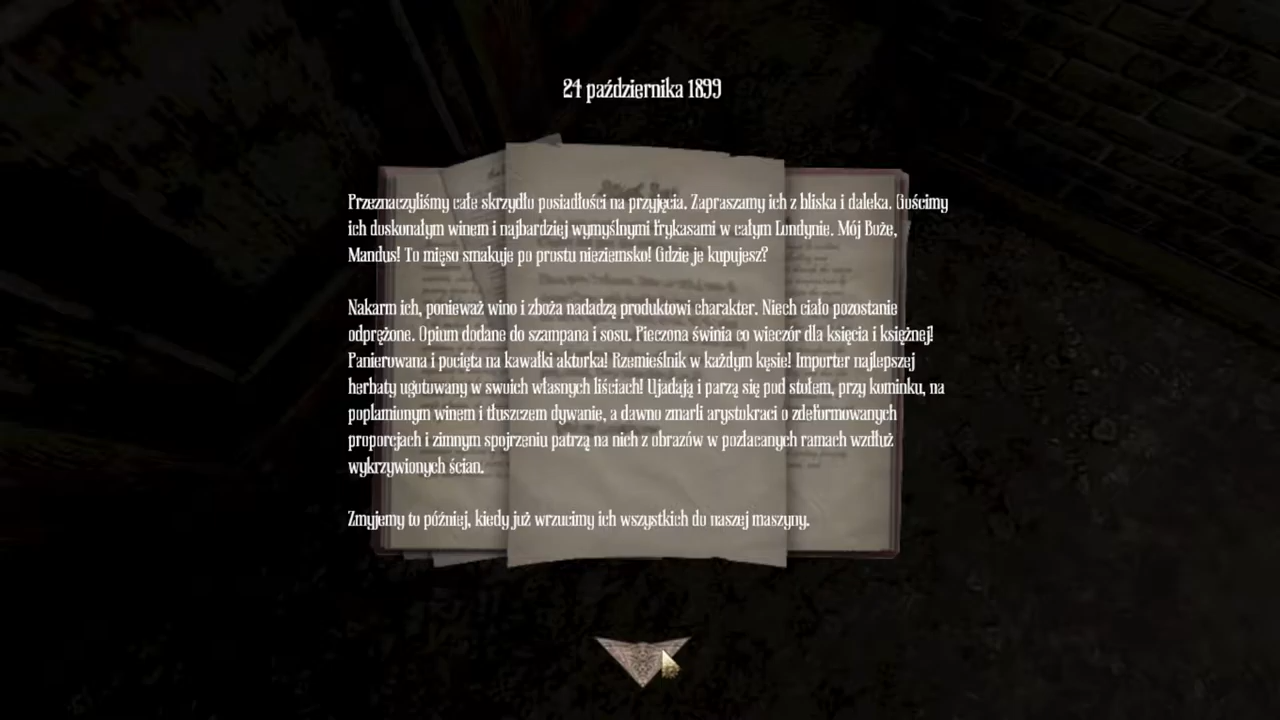 24 października 1899
Przeznaczyliśmy całe skrzydło posiadłości na przyjęcia. Zapraszamy ich z bliska i daleka. Gościmy
ich doskonałym winem i najbardziej wymyślnymi frykasami w całym Londynie. Mój Boże,
Mandus! To mięso smakuje po prostu nieziemsko! Gdzie je kupujesz?
Nakarm ich, ponieważ wino i zboża nadadzą produktowi charakter. Niech ciało pozostanie
odprężone. Opium dodane do szampana i sosu. Pieczona świnia co wieczór dla księcia i księżnej!
Panierowana i pocięta na kawałki aktorka! Rzemieślnik w każdym kęsie! Importer najlepszej
herbaty ugotowany w swoich własnych liściach! Ujadają i parzą się pod stołem, przy kominku, na
poplamionym winem i tłuszczem dywanie, a dawno zmarli arystokraci o zdeformowanych
proporcjach i zimnym spojrzeniu patrzą na nich z obrazów w pozłacanych ramach wzdłuż
wykrzywionych ścian.
Zmyjemy to później, kiedy już wrzucimy ich wszystkich do naszej maszyny.